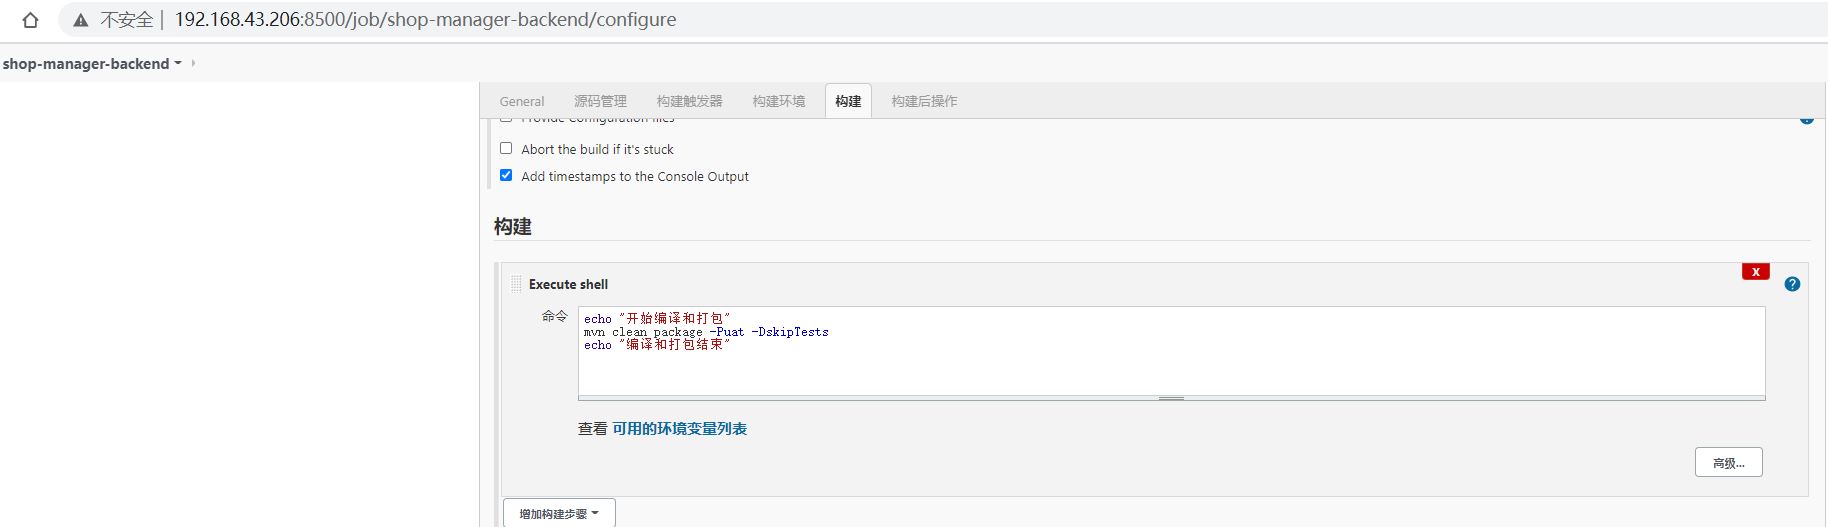 不安全 | 192.168.43.206:8500/job/shop-manager-backend/configure
shop-manager-backend
General 源码管理 构建触发器 构建环境 构建 构建后操作
Provide Configuration files
Abort the build if it's stuck
Add timestamps to the Console Output
构建
X
Execute shell ?
命令
echo "开始编译和打包"
mvn clean package -Puat -DskipTests
echo "编译和打包结束"
查看 可用的环境变量列表
高级...
增加构建步骤